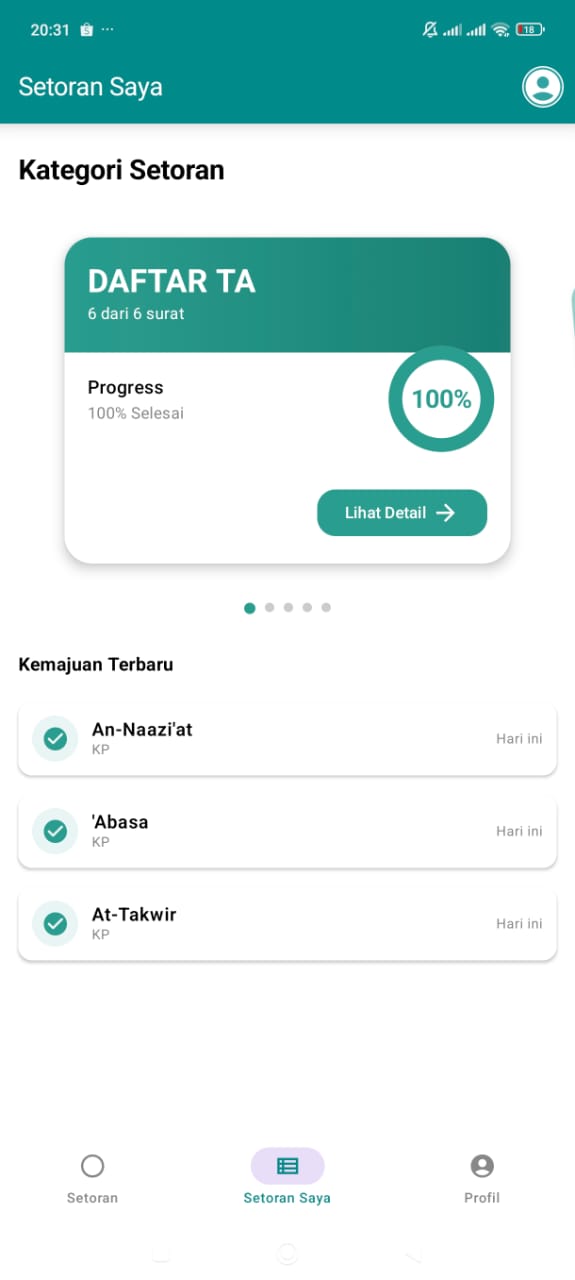 20:31
18
Setoran Saya
Kategori Setoran
DAFTAR TA
6 dari 6 surat
Progress
100% Selesai
100%
Lihat Detail
Kemajuan Terbaru
An-Naazi'at
KP
Hari ini
'Abasa
KP
Hari ini
At-Takwir
KP
Hari ini
Setoran
Setoran Saya
Profil